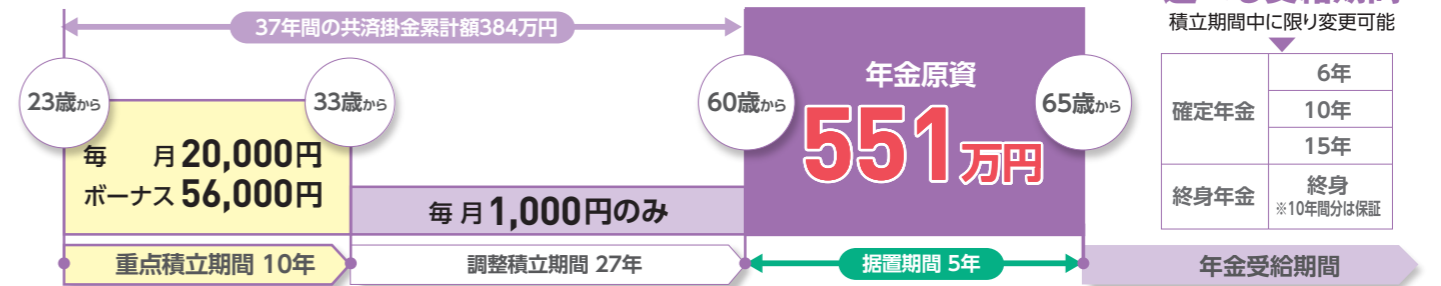 37年間の共済掛金累計額384万円
積立期間中に限り変更可能
23歳から
33歳から
60歳から
65歳から
毎　月20,000円
ボーナス56,000円
毎月1,000円のみ
年金原資
551万円
確定年金
6年
10年
15年
終身年金
終身
※10年間分は保証
重点積立期間 10年
調整積立期間 27年
据置期間 5年
年金受給期間